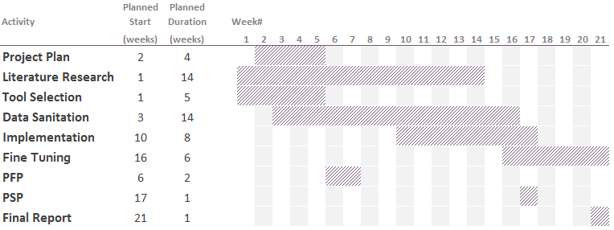 Activity Planned Start (weeks) Planned Duration (weeks) Week#
1 2 3 4 5 6 7 8 9 10 11 12 13 14 15 16 17 18 19 20 21
Project Plan 2 4
Literature Research 1 14
Tool Selection 1 5
Data Sanitation 3 14
Implementation 10 8
Fine Tuning 16 6
PFP 6 2
PSP 17 1
Final Report 21 1